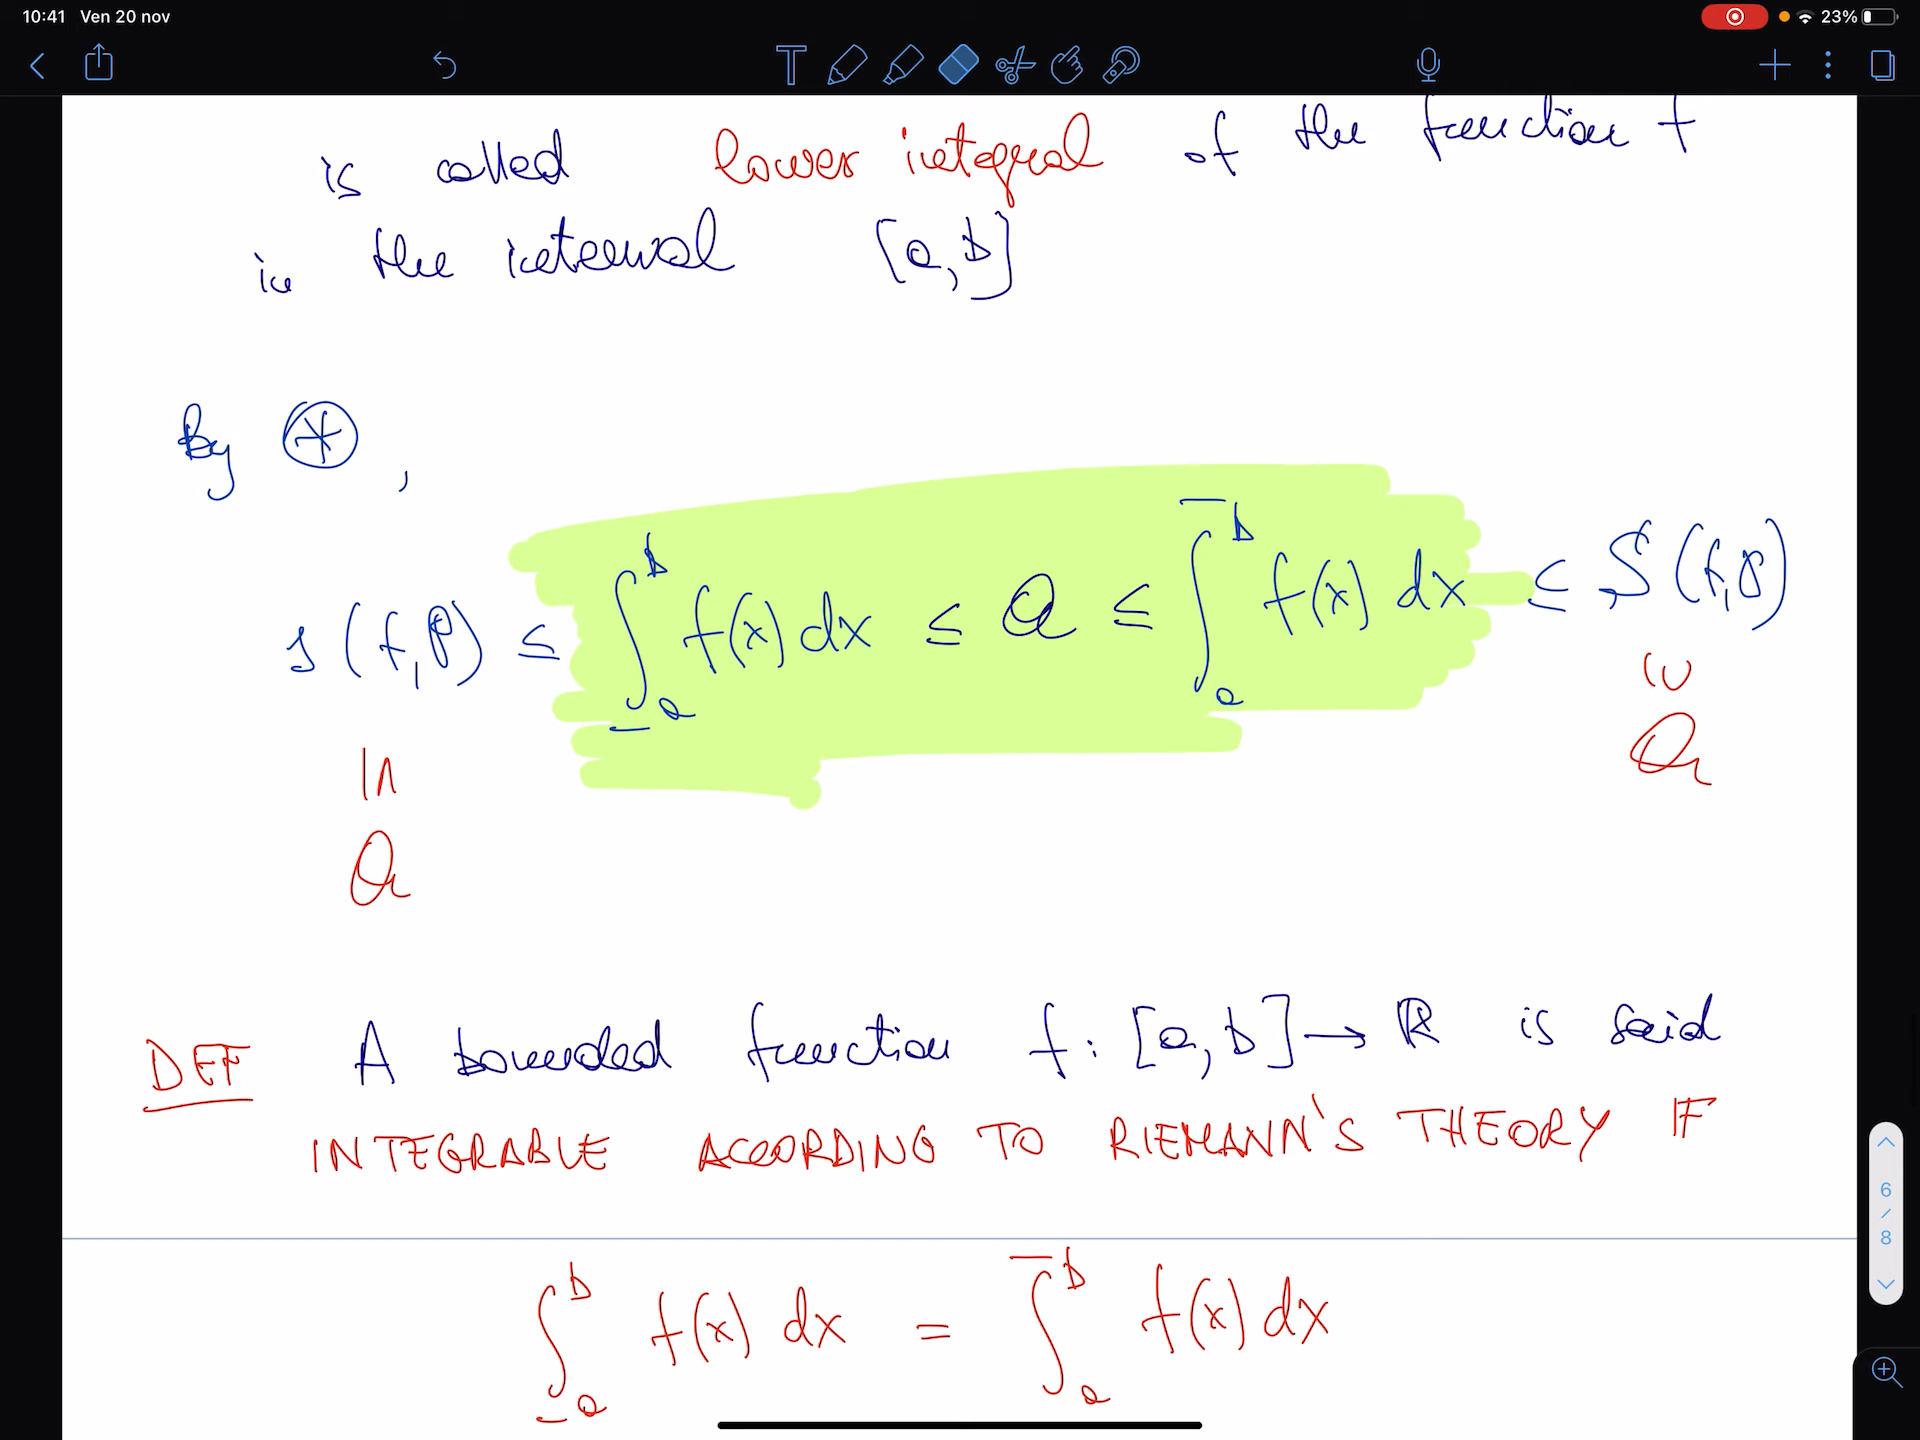 10:41 Ven 20 nov
23%
is called lower integral of the function f
in the interval [a,b]
By ⊛,
s(f,P) ≤ ∫_a^b f(x) dx ≤ a ≤ ∫_a^b f(x) dx ≤ S(f,P)
DEF A bounded function f: [a,b] → ℝ is said
INTEGRABLE ACCORDING TO RIEMANN'S THEORY IF
6
/
8
∫_a^b f(x) dx = ∫_a^b f(x) dx